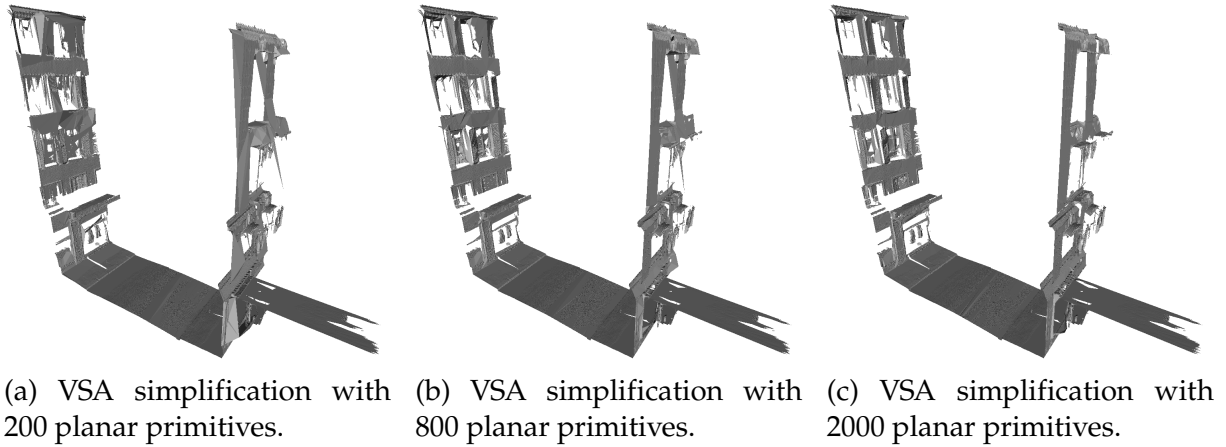 (a) VSA simplification with
200 planar primitives.
(b) VSA simplification with
800 planar primitives.
(c) VSA simplification with
2000 planar primitives.